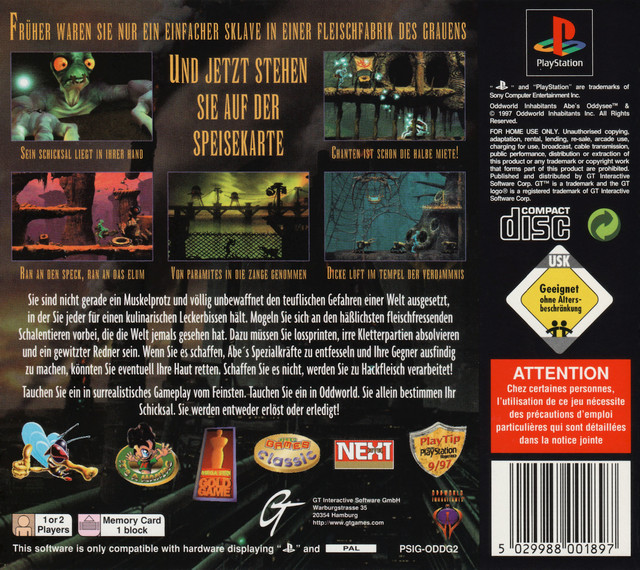 FRÜHER WAREN SIE NUR EIN EINFACHER SKLAVE IN EINER FLEISCHFABRIK DES GRAUENS
UND JETZT STEHEN
SIE AUF DER
SPEISEKARTE
SEIN SCHICKSAL LIEGT IN IHRER HAND
CHANTEN IST SCHON DIE HALBE MIETE!
RAN AN DEN SPECK, RAN AN DAS ELUM
VON PARAMITES IN DIE ZANGE GENOMMEN
DICKE LUFT IM TEMPEL DER VERDAMMNIS
Sie sind nicht gerade ein Muskelprotz und völlig unbewaffnet den teuflischen Gefahren einer Welt ausgesetzt,
in der Sie jeder für einen kulinarischen Leckerbissen hält. Mogeln Sie sich an den häßlichsten fleischfressenden
Schalentieren vorbei, die die Welt jemals gesehen hat. Dazu müssen Sie lossprinten, irre Kletterpartien absolvieren
und ein gewitzter Redner sein. Wenn Sie es schaffen, Abe´s Spezialkräfte zu entfesseln und Ihre Gegner ausfindig
zu machen, könnten Sie eventuell Ihre Haut retten. Schaffen Sie es nicht, werden Sie zu Hackfleisch verarbeitet!
Tauchen Sie ein in surrealistisches Gameplay vom Feinsten. Tauchen Sie ein in Oddworld. Sie allein bestimmen Ihr
Schicksal. Sie werden entweder erlöst oder erledigt!
MEGABLAST
GOLD
GAME
GAMES
classic
NEXT
PlayTip
PlayStation
9/97
1 or 2
Players
Memory Card
1 block
GT
GT Interactive Software GmbH
Warburgstrasse 35
20354 Hamburg
http://www.gtgames.com
ODDWORLD
INHABITANTS
This software is only compatible with hardware displaying " " and
PAL
PSIG-ODDG2
PlayStation
" " and "PlayStation" are trademarks of
Sony Computer Entertainment Inc.
Oddworld Inhabitants Abe's Oddysee™ &
© 1997 Oddworld Inhabitants Inc. All Rights
Reserved.
FOR HOME USE ONLY. Unauthorised copying,
adaptation, rental, lending, re-sale, arcade use,
charging for use, broadcast, cable transmission,
public performance, distribution or extraction of
this product or any trademark or copyright work
that forms part of this product are prohibited.
Published and distributed by GT Interactive
Software Corp. GT™ is a trademark and the GT
logo® is a registered trademark of GT Interactive
Software Corp.
COMPACT
disc
USK
Geeignet
ohne Alters-
beschränkung
ATTENTION
Chez certaines personnes,
l'utilisation de ce jeu nécessite
des précautions d'emploi
particulières qui sont détaillées
dans la notice jointe
5 029988 001897